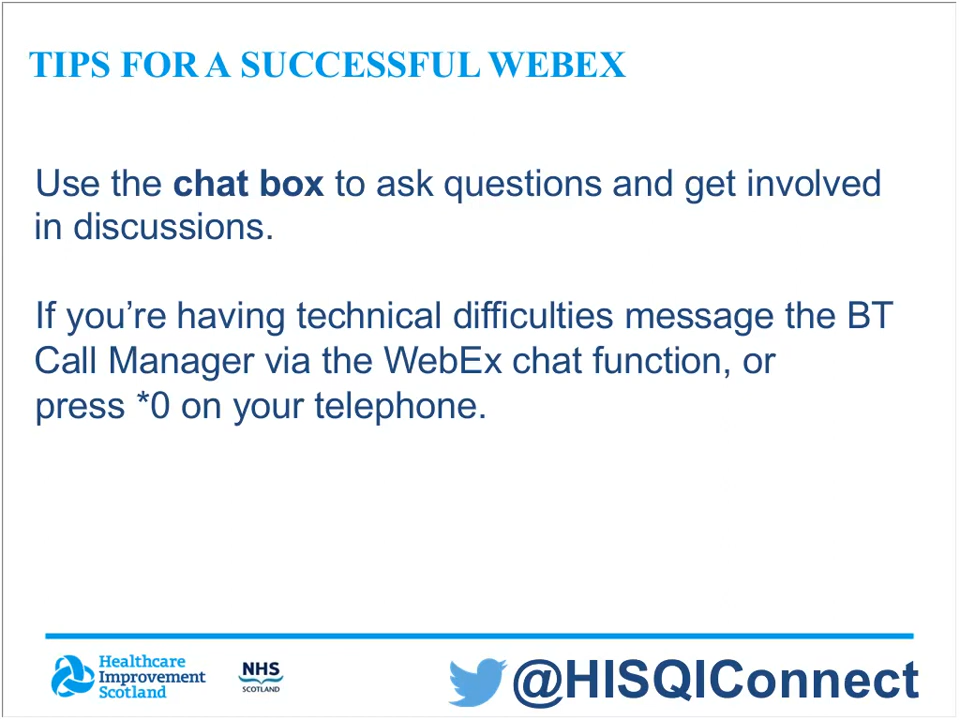 TIPS FOR A SUCCESSFUL WEBEX
Use the chat box to ask questions and get involved
in discussions.
If you’re having technical difficulties message the BT
Call Manager via the WebEx chat function, or
press *0 on your telephone.
Healthcare
Improvement
Scotland
NHS
SCOTLAND
@HISQIConnect